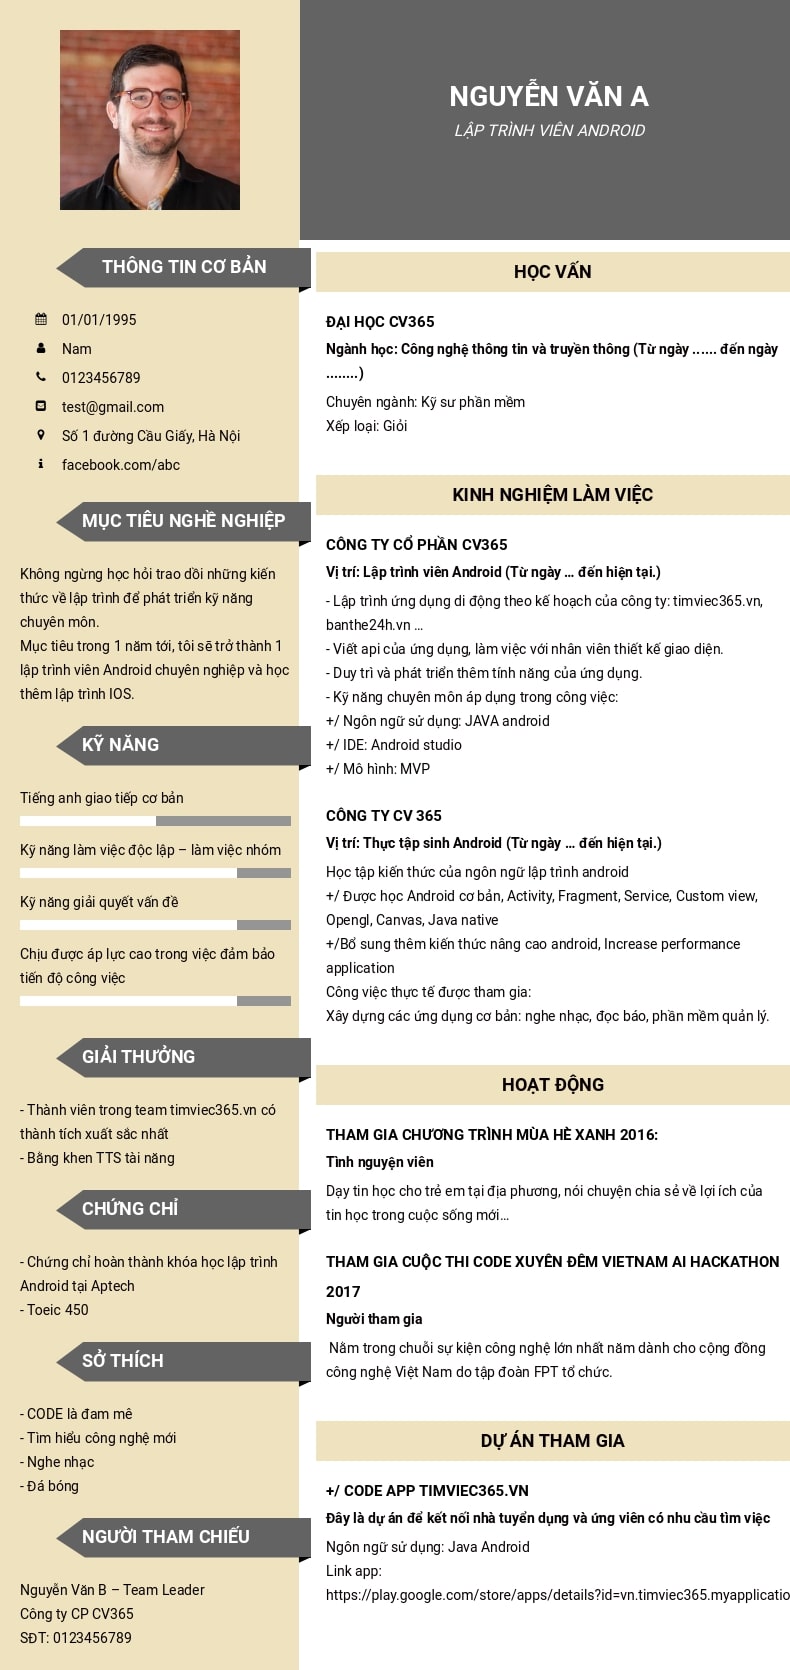 NGUYỄN VĂN A
LẬP TRÌNH VIÊN ANDROID
THÔNG TIN CƠ BẢN
01/01/1995
Nam
0123456789
test@gmail.com
Số 1 đường Cầu Giấy, Hà Nội
facebook.com/abc
MỤC TIÊU NGHỀ NGHIỆP
Không ngừng học hỏi trao dồi những kiến
thức về lập trình để phát triển kỹ năng
chuyên môn.
Mục tiêu trong 1 năm tới, tôi sẽ trở thành 1
lập trình viên Android chuyên nghiệp và học
thêm lập trình IOS.
KỸ NĂNG
Tiếng anh giao tiếp cơ bản
Kỹ năng làm việc độc lập – làm việc nhóm
Kỹ năng giải quyết vấn đề
Chịu được áp lực cao trong việc đảm bảo
tiến độ công việc
GIẢI THƯỞNG
- Thành viên trong team timviec365.vn có
thành tích xuất sắc nhất
- Bằng khen TTS tài năng
CHỨNG CHỈ
- Chứng chỉ hoàn thành khóa học lập trình
Android tại Aptech
- Toeic 450
SỞ THÍCH
- CODE là đam mê
- Tìm hiểu công nghệ mới
- Nghe nhạc
- Đá bóng
NGƯỜI THAM CHIẾU
Nguyễn Văn B – Team Leader
Công ty CP CV365
SĐT: 0123456789
HỌC VẤN
ĐẠI HỌC CV365
Ngành học: Công nghệ thông tin và truyền thông (Từ ngày ...... đến ngày
........)
Chuyên ngành: Kỹ sư phần mềm
Xếp loại: Giỏi
KINH NGHIỆM LÀM VIỆC
CÔNG TY CỔ PHẦN CV365
Vị trí: Lập trình viên Android (Từ ngày … đến hiện tại.)
- Lập trình ứng dụng di động theo kế hoạch của công ty: timviec365.vn,
banthe24h.vn …
- Viết api của ứng dụng, làm việc với nhân viên thiết kế giao diện.
- Duy trì và phát triển thêm tính năng của ứng dụng.
- Kỹ năng chuyên môn áp dụng trong công việc:
+/ Ngôn ngữ sử dụng: JAVA android
+/ IDE: Android studio
+/ Mô hình: MVP
CÔNG TY CV 365
Vị trí: Thực tập sinh Android (Từ ngày … đến hiện tại.)
Học tập kiến thức của ngôn ngữ lập trình android
+/ Được học Android cơ bản, Activity, Fragment, Service, Custom view,
Opengl, Canvas, Java native
+/Bổ sung thêm kiến thức nâng cao android, Increase performance
application
Công việc thực tế được tham gia:
Xây dựng các ứng dụng cơ bản: nghe nhạc, đọc báo, phần mềm quản lý.
HOẠT ĐỘNG
THAM GIA CHƯƠNG TRÌNH MÙA HÈ XANH 2016:
Tình nguyện viên
Dạy tin học cho trẻ em tại địa phương, nói chuyện chia sẻ về lợi ích của
tin học trong cuộc sống mới…
THAM GIA CUỘC THI CODE XUYÊN ĐÊM VIETNAM AI HACKATHON
2017
Người tham gia
Nằm trong chuỗi sự kiện công nghệ lớn nhất năm dành cho cộng đồng
công nghệ Việt Nam do tập đoàn FPT tổ chức.
DỰ ÁN THAM GIA
+/ CODE APP TIMVIEC365.VN
Đây là dự án để kết nối nhà tuyển dụng và ứng viên có nhu cầu tìm việc
Ngôn ngữ sử dụng: Java Android
Link app:
https://play.google.com/store/apps/details?id=vn.timviec365.myapplicatio